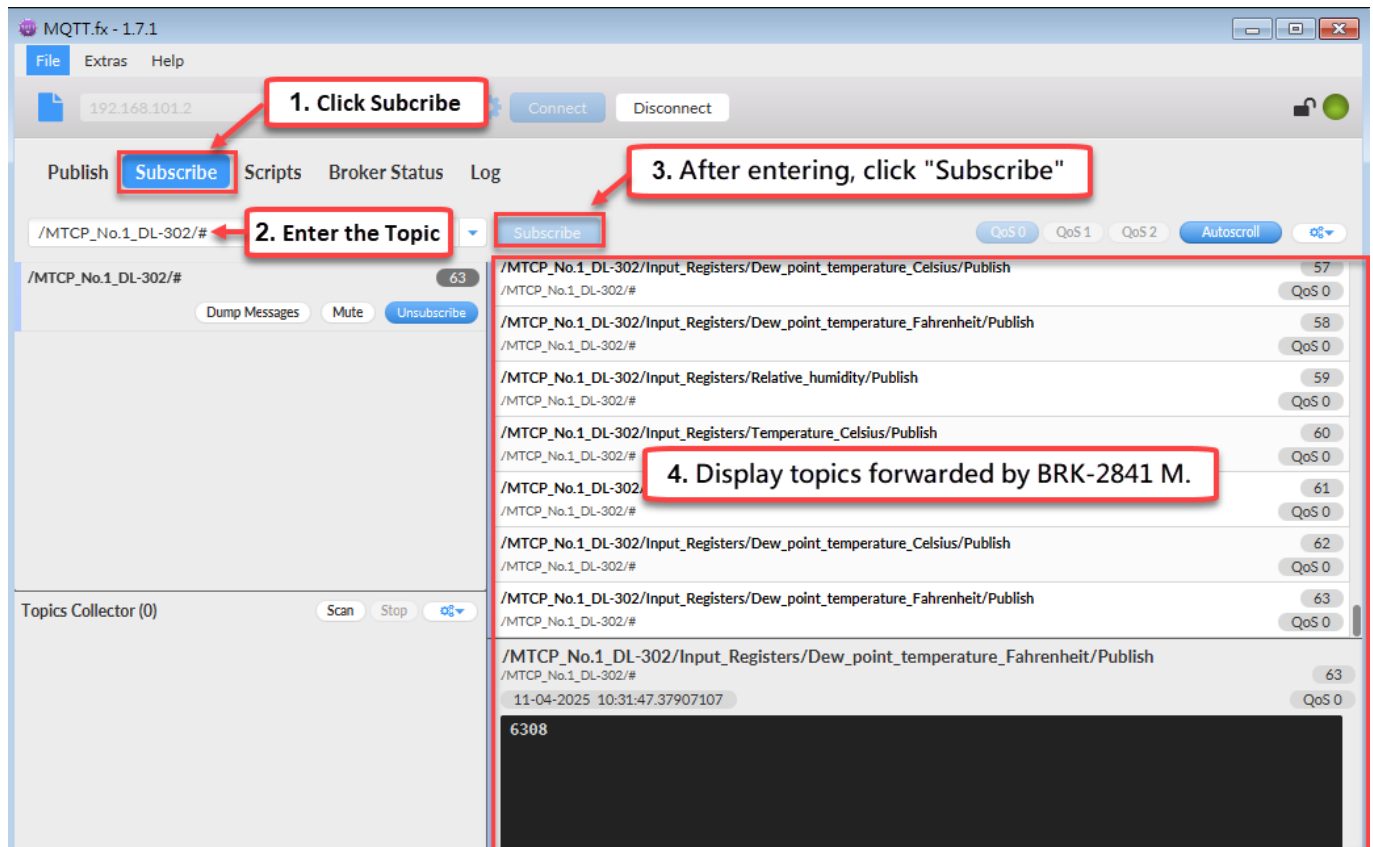 MQTT.fx - 1.7.1
File Extras Help
192.168.101.2
1. Click Subcribe
Connect Disconnect
Publish Subscribe Scripts Broker Status Log
3. After entering, click "Subscribe"
/MTCP_No.1_DL-302/#
2. Enter the Topic
Subscribe
QoS 0 QoS 1 QoS 2 Autoscroll
/MTCP_No.1_DL-302/# 63
Dump Messages Mute Unsubscribe
/MTCP_No.1_DL-302/Input_Registers/Dew_point_temperature_Celsius/Publish 57
/MTCP_No.1_DL-302/# QoS 0
/MTCP_No.1_DL-302/Input_Registers/Dew_point_temperature_Fahrenheit/Publish 58
/MTCP_No.1_DL-302/# QoS 0
/MTCP_No.1_DL-302/Input_Registers/Relative_humidity/Publish 59
/MTCP_No.1_DL-302/# QoS 0
/MTCP_No.1_DL-302/Input_Registers/Temperature_Celsius/Publish 60
/MTCP_No.1_DL-302/# QoS 0
4. Display topics forwarded by BRK-2841 M.
/MTCP_No.1_DL-302/ 61
/MTCP_No.1_DL-302/# QoS 0
/MTCP_No.1_DL-302/Input_Registers/Dew_point_temperature_Celsius/Publish 62
/MTCP_No.1_DL-302/# QoS 0
/MTCP_No.1_DL-302/Input_Registers/Dew_point_temperature_Fahrenheit/Publish 63
/MTCP_No.1_DL-302/# QoS 0
Topics Collector (0) Scan Stop
/MTCP_No.1_DL-302/Input_Registers/Dew_point_temperature_Fahrenheit/Publish
/MTCP_No.1_DL-302/# 63
11-04-2025 10:31:47.37907107 QoS 0
6308